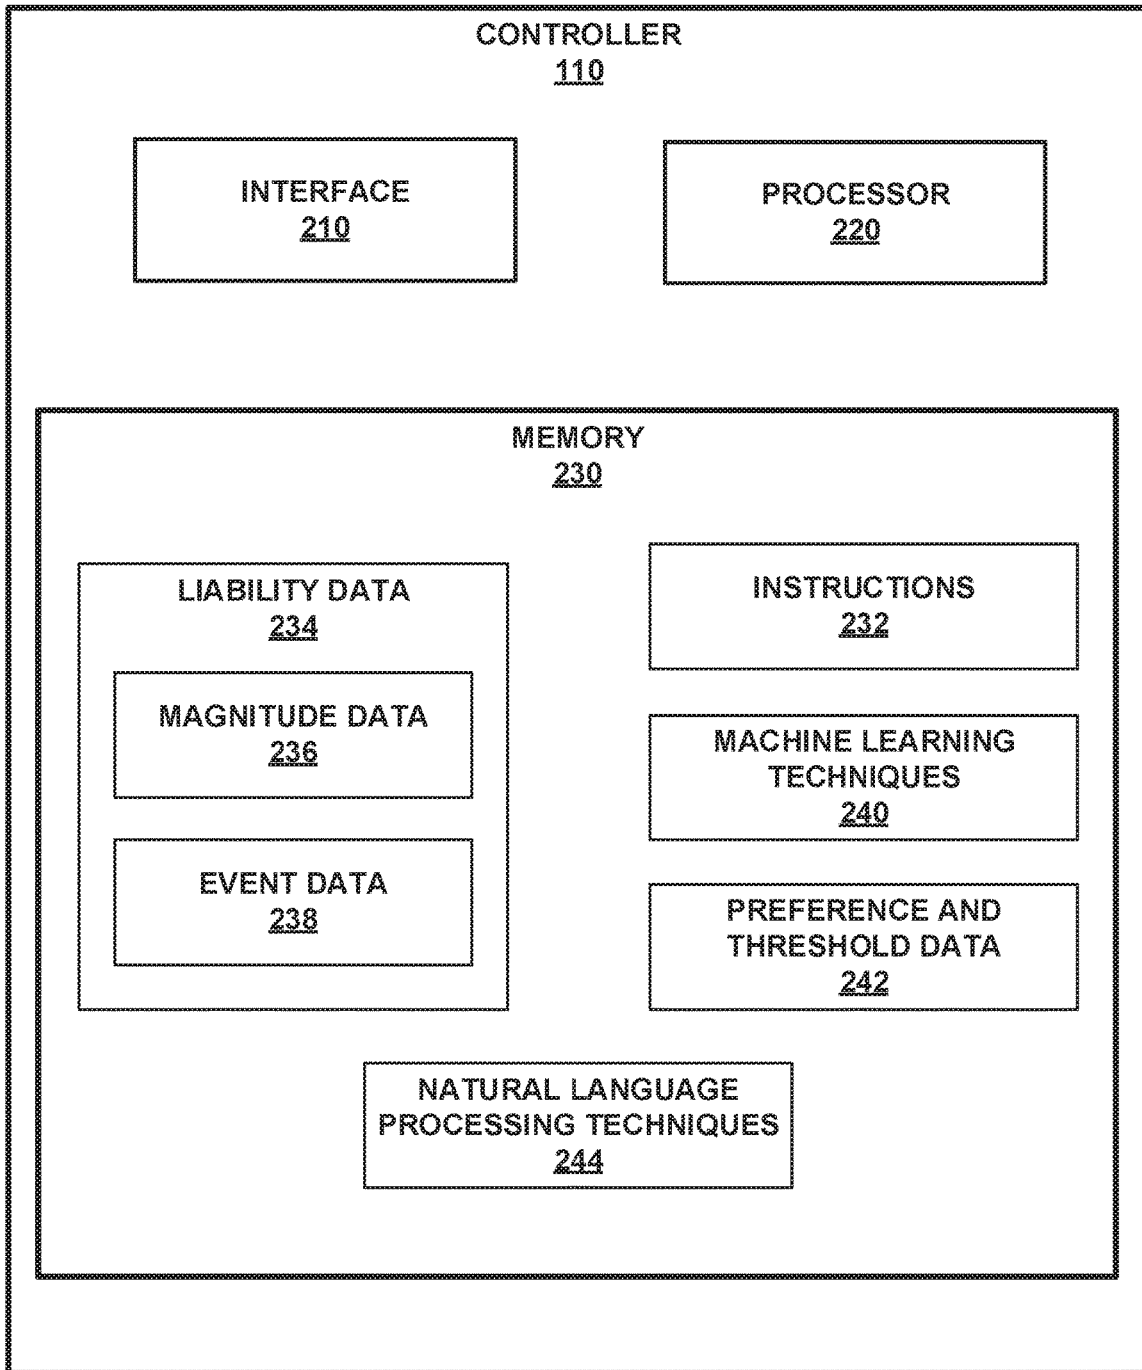 CONTROLLER
110
INTERFACE
210
PROCESSOR
220
MEMORY
230
LIABILITY DATA
234
MAGNITUDE DATA
236
EVENT DATA
238
INSTRUCTIONS
232
MACHINE LEARNING
TECHNIQUES
240
PREFERENCE AND
THRESHOLD DATA
242
NATURAL LANGUAGE
PROCESSING TECHNIQUES
244